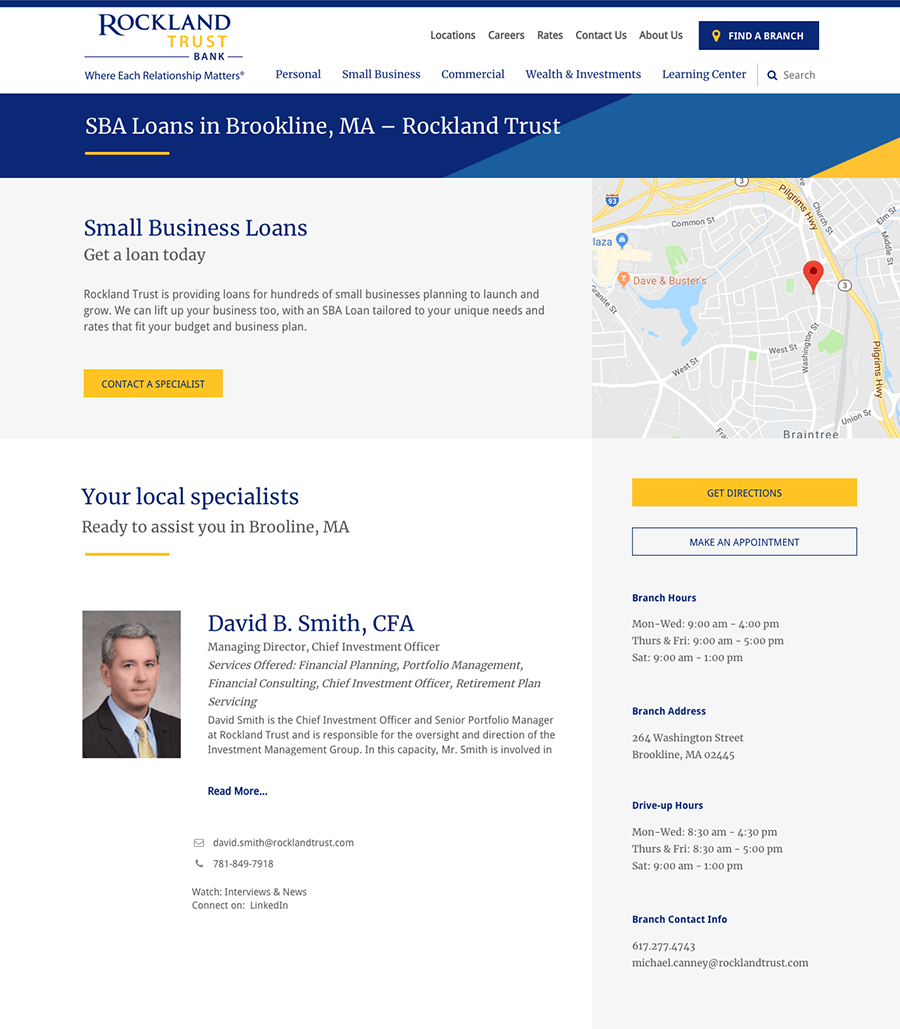 ROCKLAND
TRUST
BANK
Where Each Relationship Matters®
Locations Careers Rates Contact Us About Us FIND A BRANCH
Personal Small Business Commercial Wealth & Investments Learning Center Search
SBA Loans in Brookline, MA – Rockland Trust
Small Business Loans
Get a loan today
Rockland Trust is providing loans for hundreds of small businesses planning to launch and
grow. We can lift up your business too, with an SBA Loan tailored to your unique needs and
rates that fit your budget and business plan.
CONTACT A SPECIALIST
3
93
Pilgrims Hwy
Church St
Elm St
Common St
Middle St
laza
Dave & Buster's
3
Granite St
Washington St
West St
West St
Pilgrims Hwy
Union St
Fra
Braintree
Your local specialists
Ready to assist you in Brooline, MA
David B. Smith, CFA
Managing Director, Chief Investment Officer
Services Offered: Financial Planning, Portfolio Management,
Financial Consulting, Chief Investment Officer, Retirement Plan
Servicing
David Smith is the Chief Investment Officer and Senior Portfolio Manager
at Rockland Trust and is responsible for the oversight and direction of the
Investment Management Group. In this capacity, Mr. Smith is involved in
Read More...
david.smith@rocklandtrust.com
781-849-7918
Watch: Interviews & News
Connect on: LinkedIn
GET DIRECTIONS
MAKE AN APPOINTMENT
Branch Hours
Mon-Wed: 9:00 am - 4:00 pm
Thurs & Fri: 9:00 am - 5:00 pm
Sat: 9:00 am - 1:00 pm
Branch Address
264 Washington Street
Brookline, MA 02445
Drive-up Hours
Mon-Wed: 8:30 am - 4:30 pm
Thurs & Fri: 8:30 am - 5:00 pm
Sat: 9:00 am - 1:00 pm
Branch Contact Info
617.277.4743
michael.canney@rocklandtrust.com